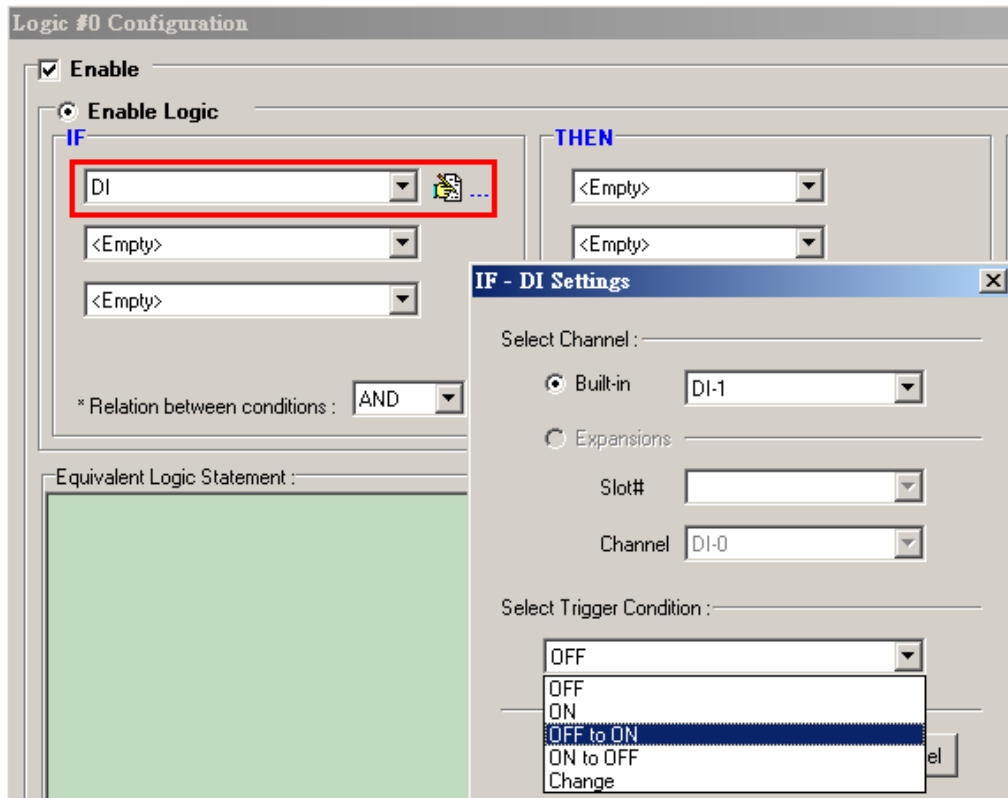 Logic #0 Configuration
Enable
Enable Logic
IF
DI
...
<Empty>
<Empty>
* Relation between conditions :
AND
THEN
<Empty>
<Empty>
Equivalent Logic Statement :
IF - DI Settings
Select Channel :
Built-in
DI-1
Expansions
Slot#
Channel
DI-0
Select Trigger Condition :
OFF
OFF
ON
OFF to ON
ON to OFF
Change
el